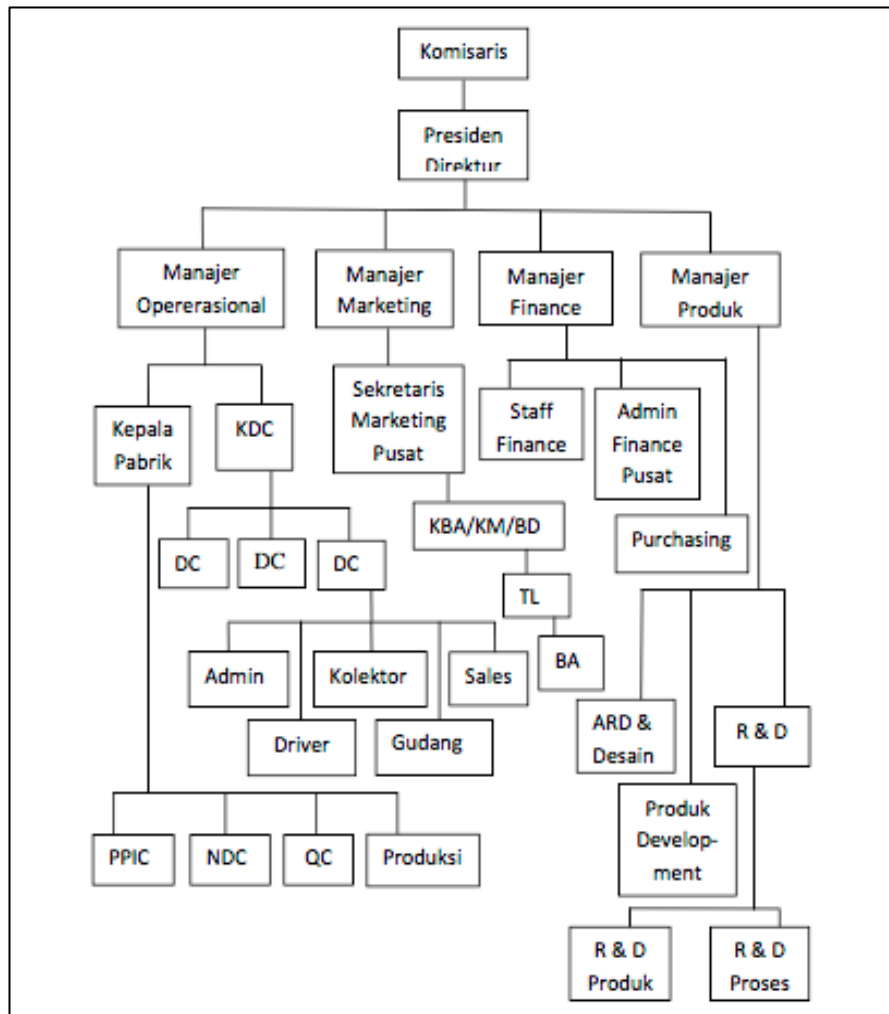 Komisaris
Presiden
Direktur
Manajer
Opererasional
Manajer
Marketing
Manajer
Finance
Manajer
Produk
Kepala
Pabrik
KDC
Sekretaris
Marketing
Pusat
Staff
Finance
Admin
Finance
Pusat
KBA/KM/BD
Purchasing
DC
DC
DC
TL
BA
Admin
Kolektor
Sales
Driver
Gudang
ARD &
Desain
R & D
Produk
Develop-
ment
PPIC
NDC
QC
Produksi
R & D
Produk
R & D
Proses